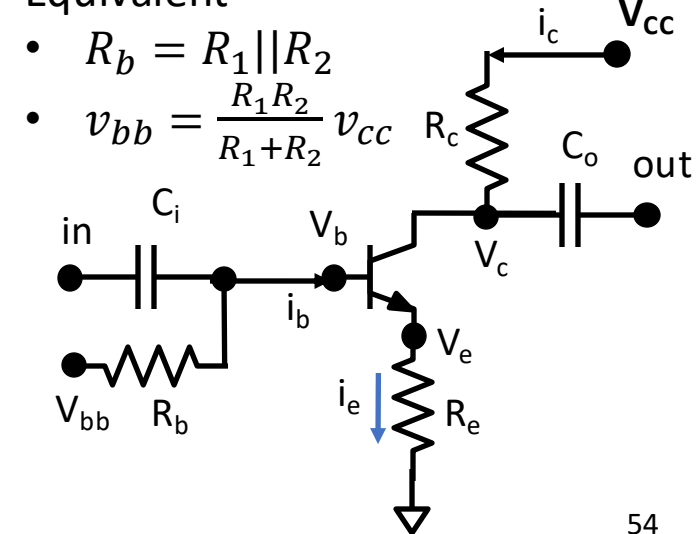 Equivalent
• R_b = R_1||R_2
• v_bb = R_1R_2 / R_1+R_2 v_cc
i_c
V_cc
R_c
C_o
out
C_i
in
V_b
V_c
i_b
V_e
V_bb
R_b
i_e
R_e
54